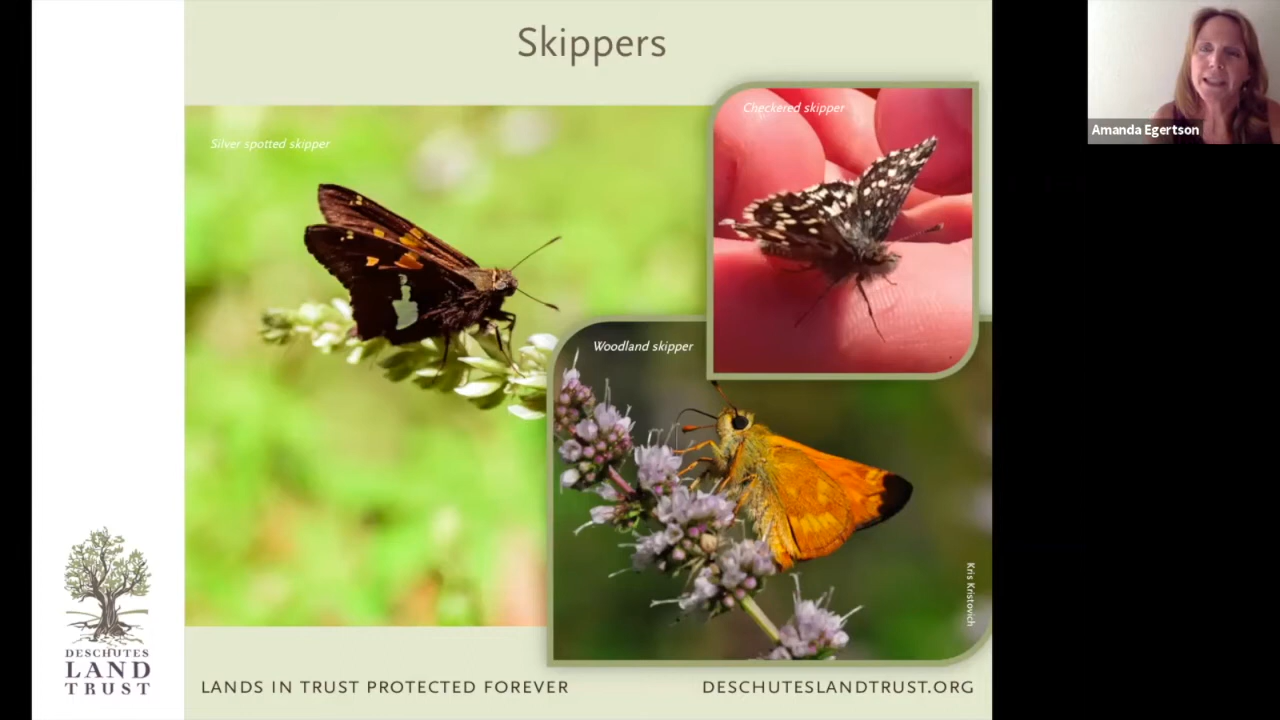 Skippers
Silver spotted skipper
Checkered skipper
Woodland skipper
Kris Kristovich
Amanda Egertson
DESCHUTES
LAND
TRUST
LANDS IN TRUST PROTECTED FOREVER
DESCHUTESLANDTRUST.ORG